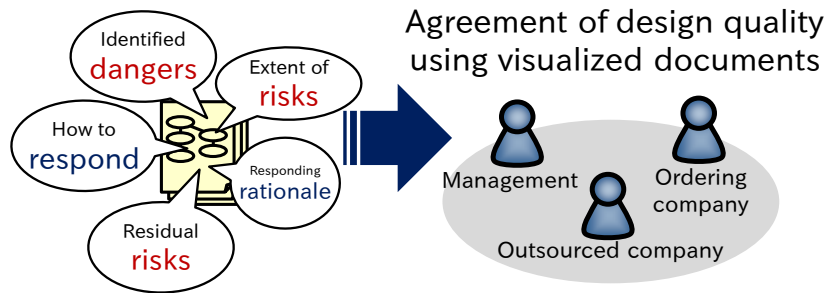 Identified
dangers
Extent of
risks
How to
respond
Responding
rationale
Residual
risks
Agreement of design quality
using visualized documents
Management
Ordering
company
Outsourced company